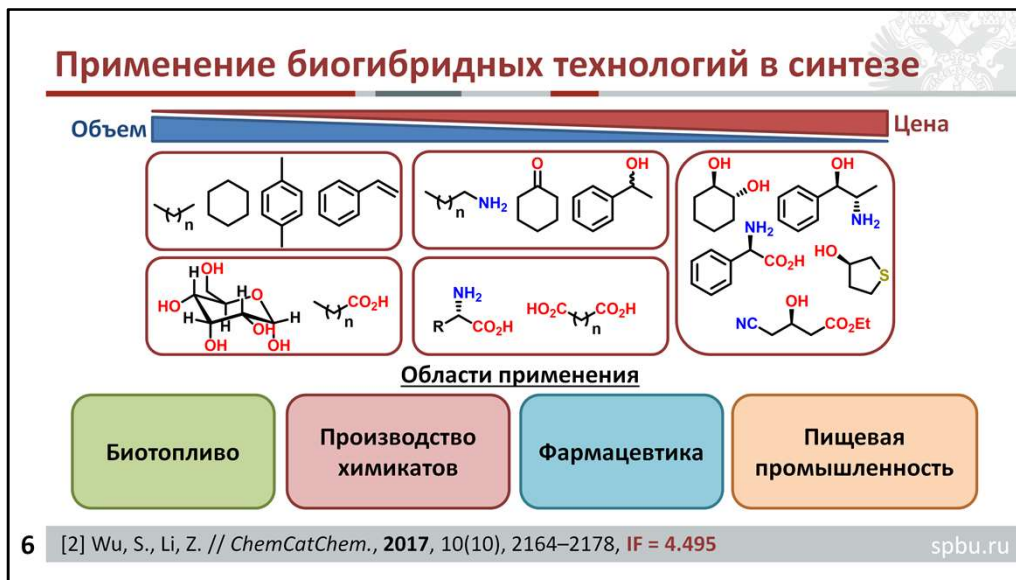 Применение биогибридных технологий в синтезе
Объем
Цена
n
n
NH₂
O
OH
OH
OH
OH
NH₂
NH₂
CO₂H
HO
S
OH
NC
CO₂Et
H
OH
HO
O
HO
H
H
H
OH
OH
OH
CO₂H
n
NH₂
R
CO₂H
HO₂C
CO₂H
n
Области применения
Биотопливо
Производство
химикатов
Фармацевтика
Пищевая
промышленность
6
[2] Wu, S., Li, Z. // ChemCatChem., 2017, 10(10), 2164–2178, IF = 4.495
spbu.ru